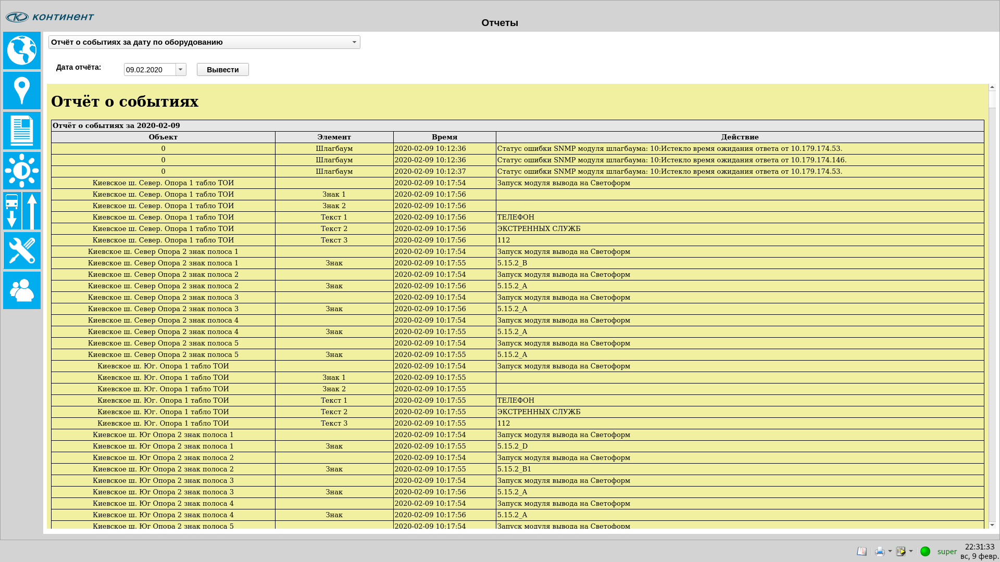 КОНТИНЕНТ
Отчеты
Отчёт о событиях за дату по оборудованию
Дата отчёта: 09.02.2020 Вывести
Отчёт о событиях
Отчёт о событиях за 2020-02-09
Объект Элемент Время Действие
0 Шлагбаум 2020-02-09 10:12:36 Статус ошибки SNMP модуля шлагбаума: 10:Истекло время ожидания ответа от 10.179.174.53.
0 Шлагбаум 2020-02-09 10:12:36 Статус ошибки SNMP модуля шлагбаума: 10:Истекло время ожидания ответа от 10.179.174.146.
0 Шлагбаум 2020-02-09 10:12:37 Статус ошибки SNMP модуля шлагбаума: 10:Истекло время ожидания ответа от 10.179.174.53.
Киевское ш. Север. Опора 1 табло ТОИ 2020-02-09 10:17:54 Запуск модуля вывода на Светоформ
Киевское ш. Север. Опора 1 табло ТОИ Знак 1 2020-02-09 10:17:56
Киевское ш. Север. Опора 1 табло ТОИ Знак 2 2020-02-09 10:17:56
Киевское ш. Север. Опора 1 табло ТОИ Текст 1 2020-02-09 10:17:56 ТЕЛЕФОН
Киевское ш. Север. Опора 1 табло ТОИ Текст 2 2020-02-09 10:17:56 ЭКСТРЕННЫХ СЛУЖБ
Киевское ш. Север. Опора 1 табло ТОИ Текст 3 2020-02-09 10:17:56 112
Киевское ш. Север Опора 2 знак полоса 1 2020-02-09 10:17:54 Запуск модуля вывода на Светоформ
Киевское ш. Север Опора 2 знак полоса 1 Знак 2020-02-09 10:17:55 5.15.2_B
Киевское ш. Север Опора 2 знак полоса 2 2020-02-09 10:17:54 Запуск модуля вывода на Светоформ
Киевское ш. Север Опора 2 знак полоса 2 Знак 2020-02-09 10:17:56 5.15.2_A
Киевское ш. Север Опора 2 знак полоса 3 2020-02-09 10:17:54 Запуск модуля вывода на Светоформ
Киевское ш. Север Опора 2 знак полоса 3 Знак 2020-02-09 10:17:56 5.15.2_A
Киевское ш. Север Опора 2 знак полоса 4 2020-02-09 10:17:54 Запуск модуля вывода на Светоформ
Киевское ш. Север Опора 2 знак полоса 4 Знак 2020-02-09 10:17:55 5.15.2_A
Киевское ш. Север Опора 2 знак полоса 5 2020-02-09 10:17:54 Запуск модуля вывода на Светоформ
Киевское ш. Север Опора 2 знак полоса 5 Знак 2020-02-09 10:17:55 5.15.2_A
Киевское ш. Юг. Опора 1 табло ТОИ 2020-02-09 10:17:54 Запуск модуля вывода на Светоформ
Киевское ш. Юг. Опора 1 табло ТОИ Знак 1 2020-02-09 10:17:55
Киевское ш. Юг. Опора 1 табло ТОИ Знак 2 2020-02-09 10:17:55
Киевское ш. Юг. Опора 1 табло ТОИ Текст 1 2020-02-09 10:17:55 ТЕЛЕФОН
Киевское ш. Юг. Опора 1 табло ТОИ Текст 2 2020-02-09 10:17:55 ЭКСТРЕННЫХ СЛУЖБ
Киевское ш. Юг. Опора 1 табло ТОИ Текст 3 2020-02-09 10:17:55 112
Киевское ш. Юг Опора 2 знак полоса 1 2020-02-09 10:17:54 Запуск модуля вывода на Светоформ
Киевское ш. Юг Опора 2 знак полоса 1 Знак 2020-02-09 10:17:55 5.15.2_D
Киевское ш. Юг Опора 2 знак полоса 2 2020-02-09 10:17:54 Запуск модуля вывода на Светоформ
Киевское ш. Юг Опора 2 знак полоса 2 Знак 2020-02-09 10:17:55 5.15.2_B1
Киевское ш. Юг Опора 2 знак полоса 3 2020-02-09 10:17:54 Запуск модуля вывода на Светоформ
Киевское ш. Юг Опора 2 знак полоса 3 Знак 2020-02-09 10:17:56 5.15.2_A
Киевское ш. Юг Опора 2 знак полоса 4 2020-02-09 10:17:54 Запуск модуля вывода на Светоформ
Киевское ш. Юг Опора 2 знак полоса 4 Знак 2020-02-09 10:17:56 5.15.2_A
Киевское ш. Юг Опора 2 знак полоса 5 2020-02-09 10:17:54 Запуск модуля вывода на Светоформ
super 22:31:33
вс, 9 февр.